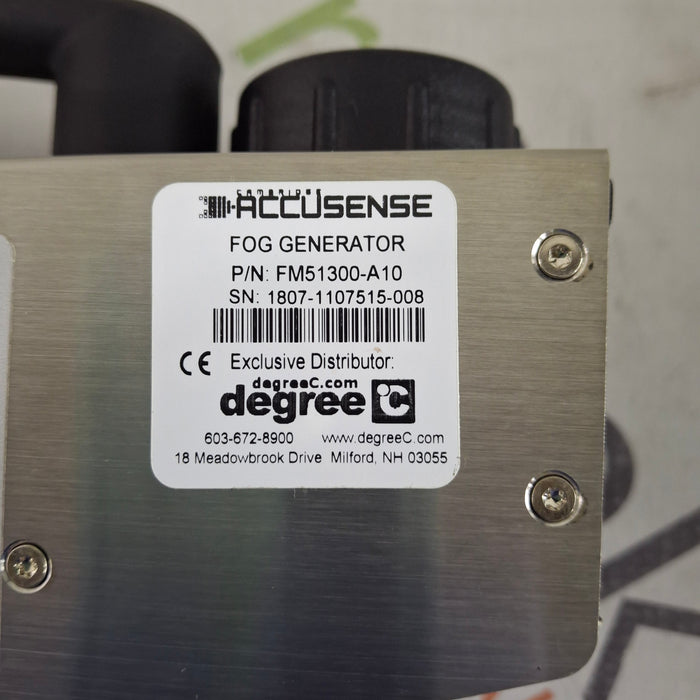 CAMBRIDGE
ACCUSENSE
FOG GENERATOR
P/N: FM51300-A10
SN: 1807-1107515-008
CE Exclusive Distributor:
degreeC.com
degree °C
603-672-8900 www.degreeC.com
18 Meadowbrook Drive Milford, NH 03055